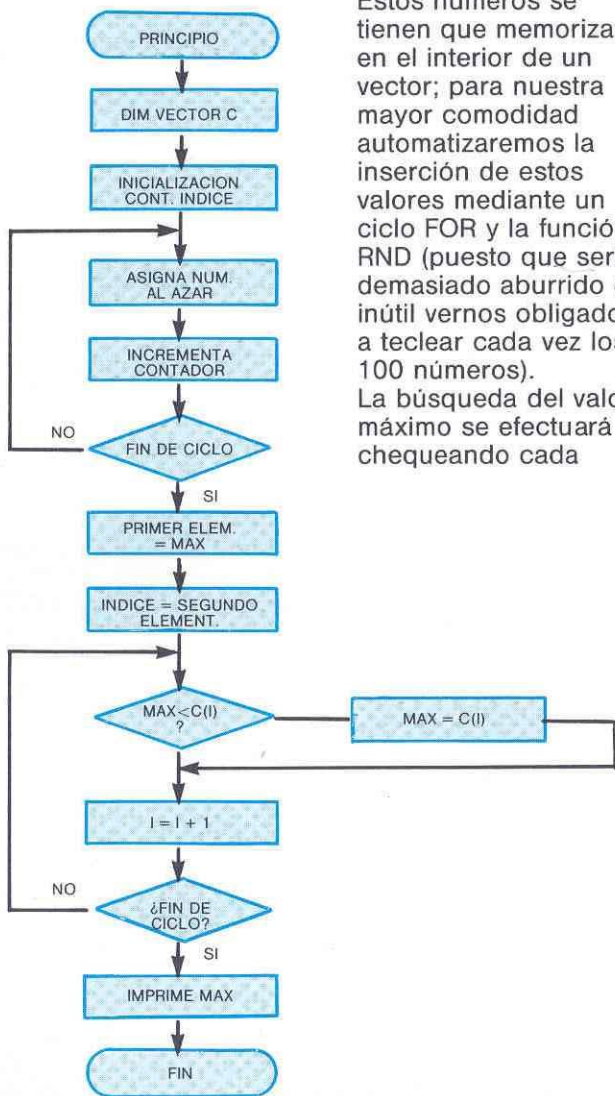 PRINCIPIO
DIM VECTOR C
INICIALIZACION
CONT. INDICE
ASIGNA NUM.
AL AZAR
INCREMENTA
CONTADOR
NO
FIN DE CICLO
SI
PRIMER ELEM.
= MAX
INDICE = SEGUNDO
ELEMENT.
MAX<C(I)
?
MAX = C(I)
I = I + 1
NO
¿FIN DE
CICLO?
SI
IMPRIME MAX
FIN
Estos números se
tienen que memoriza
en el interior de un
vector; para nuestra
mayor comodidad
automatizaremos la
inserción de estos
valores mediante un
ciclo FOR y la funció
RND (puesto que ser
demasiado aburrido
inútil vernos obligado
a teclear cada vez los
100 números).
La búsqueda del valo
máximo se efectuará
chequeando cada